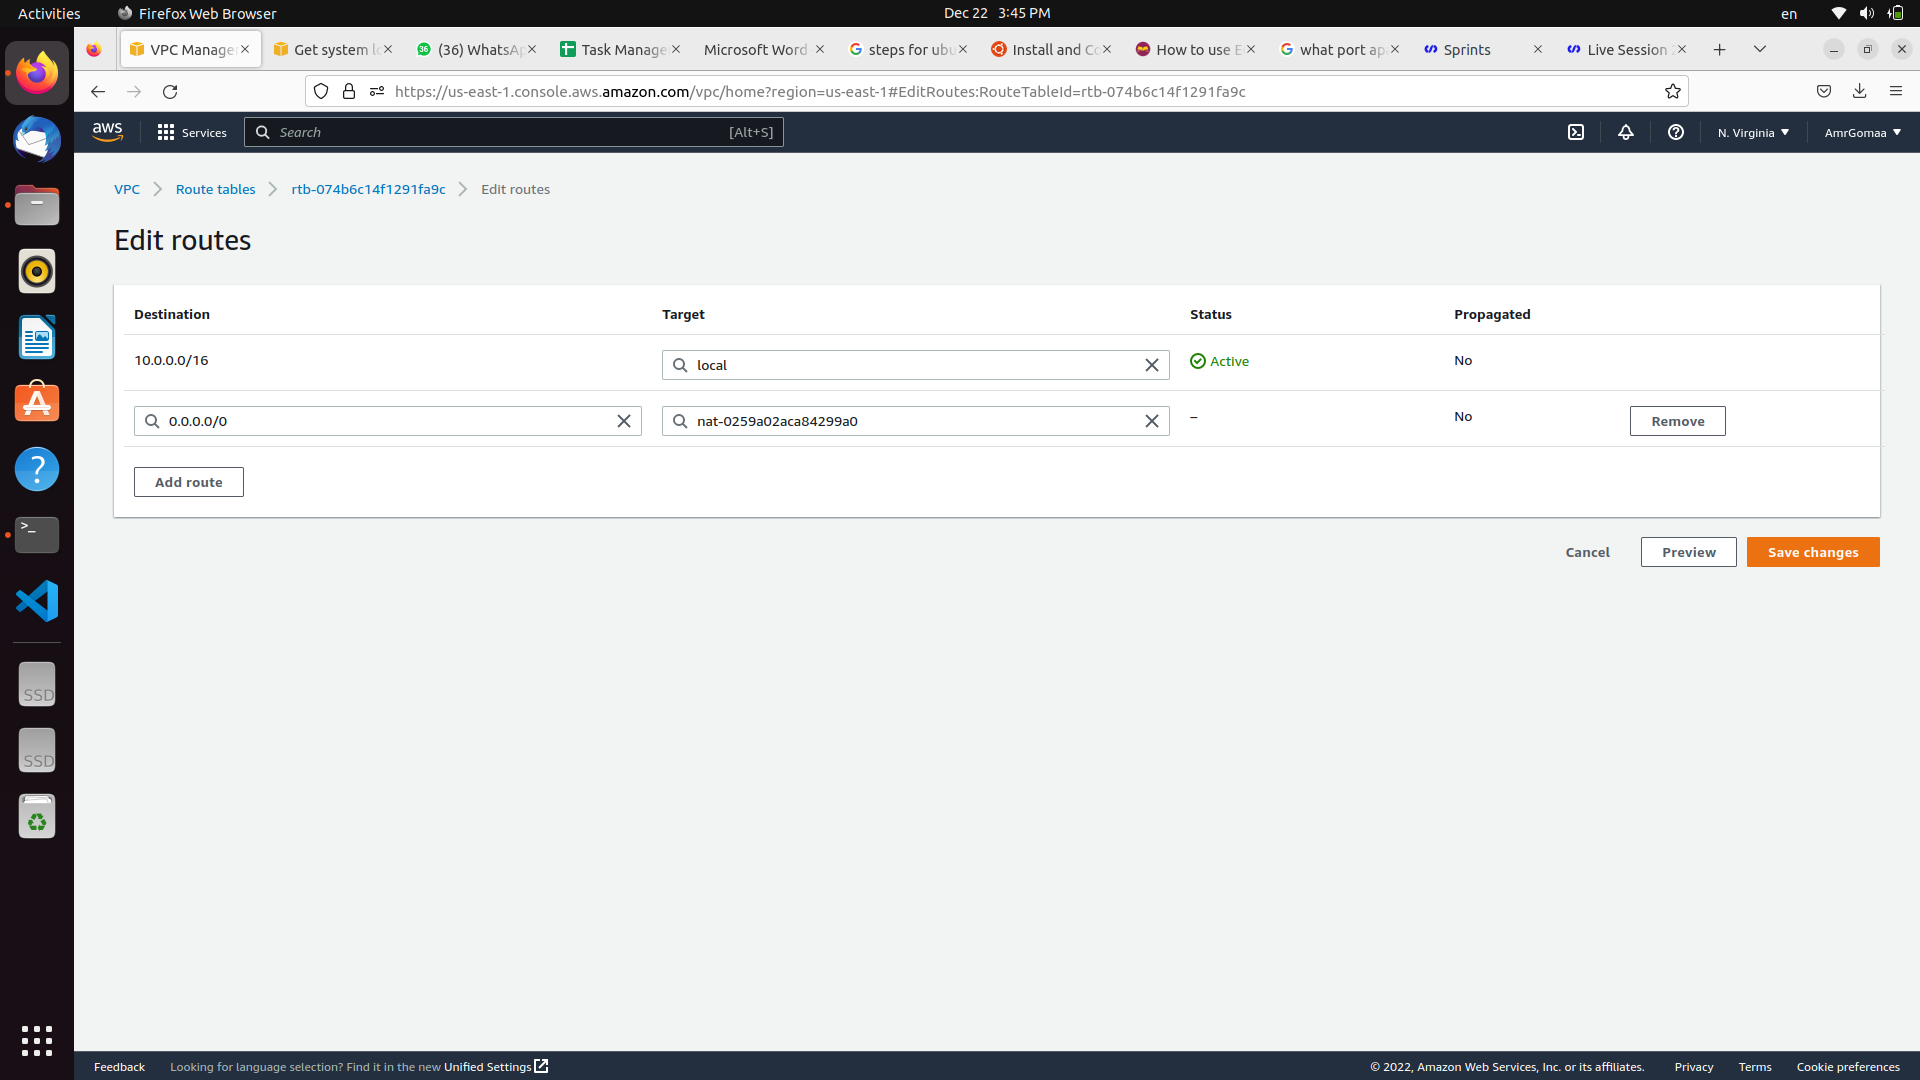 Activities
Firefox Web Browser
Dec 22 3:45 PM
en
VPC Manage
Get system l
(36) WhatsAp
Task Manage
Microsoft Word
steps for ubu
Install and Co
How to use E
what port ap
Sprints
Live Session
https://us-east-1.console.aws.amazon.com/vpc/home?region=us-east-1#EditRoutes:RouteTableId=rtb-074b6c14f1291fa9c
aws
Services
Search
[Alt+S]
N. Virginia
AmrGomaa
VPC
Route tables
rtb-074b6c14f1291fa9c
Edit routes
Edit routes
Destination Target Status Propagated
10.0.0.0/16 local Active No
0.0.0.0/0 nat-0259a02aca84299a0 – No Remove
Add route
Cancel Preview Save changes
SSD
SSD
Feedback
Looking for language selection? Find it in the new Unified Settings
© 2022, Amazon Web Services, Inc. or its affiliates.
Privacy
Terms
Cookie preferences